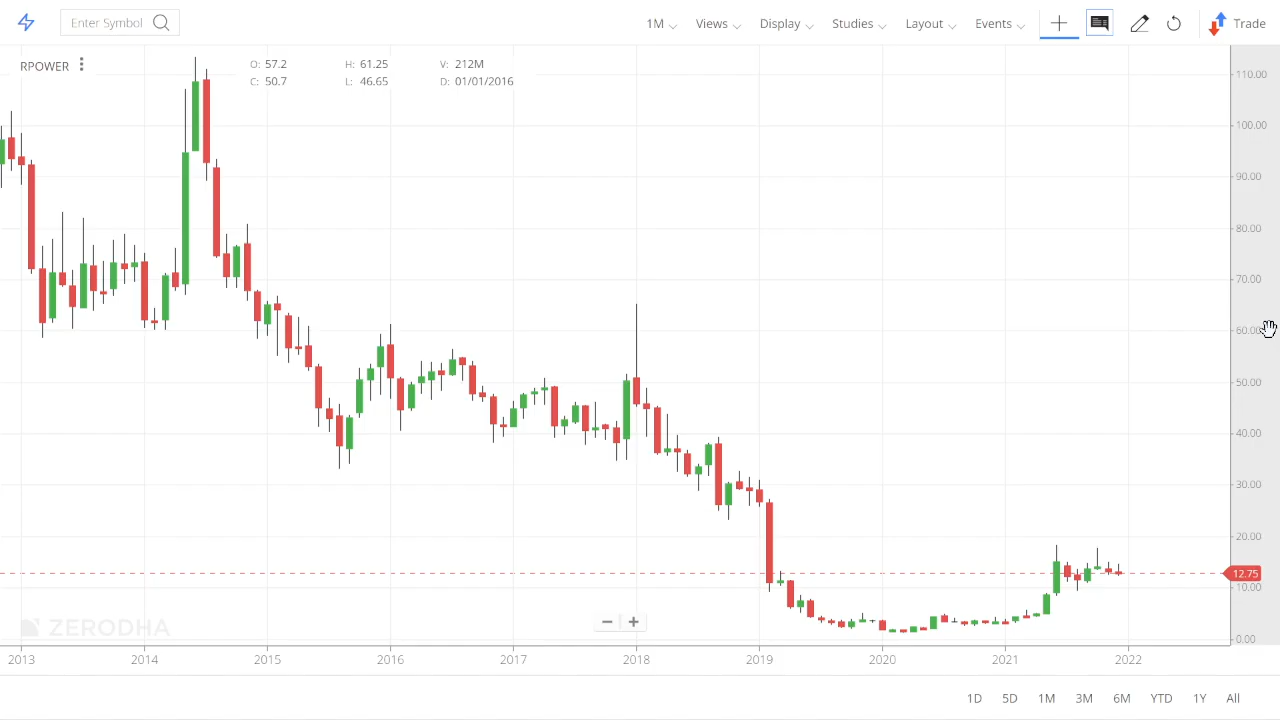 Enter Symbol 1M Views Display Studies Layout Events Trade
RPOWER
O: 57.2 H: 61.25 V: 212M
C: 50.7 L: 46.65 D: 01/01/2016
110.00
100.00
90.00
80.00
70.00
60.00
50.00
40.00
30.00
20.00
12.75
10.00
0.00
ZERODHA
2013 2014 2015 2016 2017 2018 2019 2020 2021 2022
1D 5D 1M 3M 6M YTD 1Y All